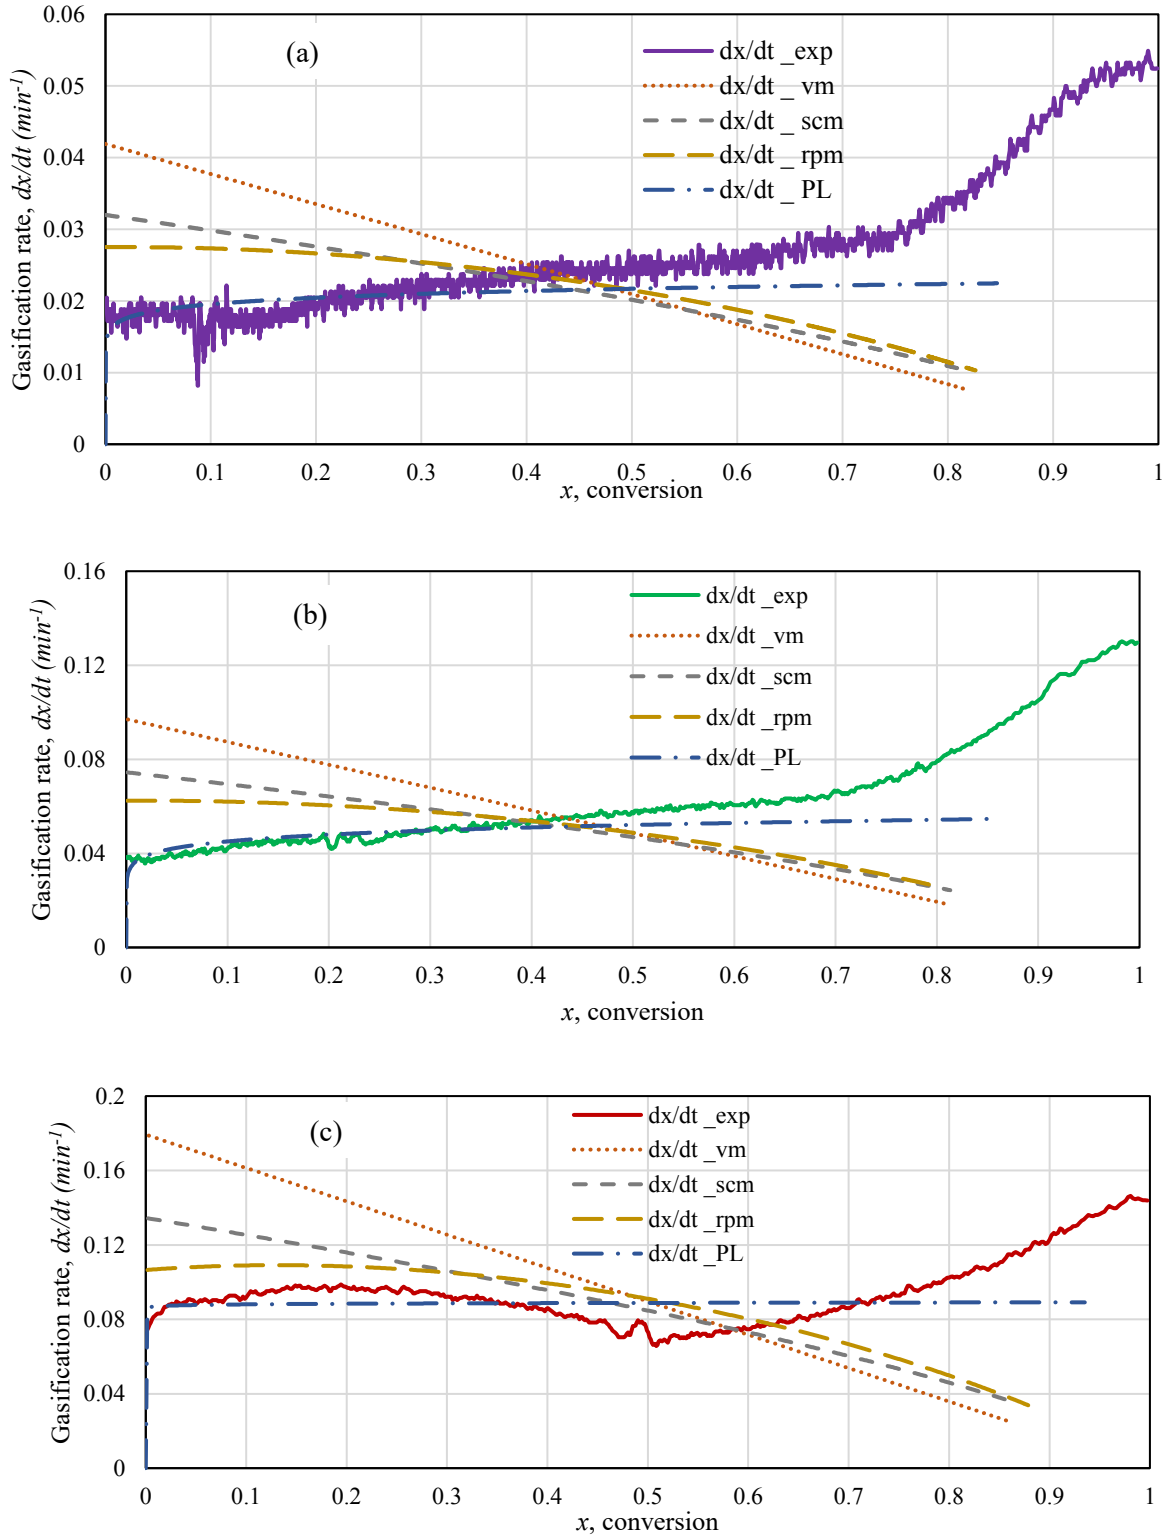 (a)
Gasification rate, dx/dt (min⁻¹)
0.06
0.05
0.04
0.03
0.02
0.01
0
dx/dt _exp
dx/dt _ vm
dx/dt _ scm
dx/dt _ rpm
dx/dt _ PL
0 0.1 0.2 0.3 0.4 0.5 0.6 0.7 0.8 0.9 1
x, conversion
(b)
Gasification rate, dx/dt (min⁻¹)
0.16
0.12
0.08
0.04
0
dx/dt _exp
dx/dt _vm
dx/dt _scm
dx/dt _rpm
dx/dt _PL
0 0.1 0.2 0.3 0.4 0.5 0.6 0.7 0.8 0.9 1
x, conversion
(c)
Gasification rate, dx/dt (min⁻¹)
0.2
0.16
0.12
0.08
0.04
0
dx/dt _exp
dx/dt _vm
dx/dt _scm
dx/dt _rpm
dx/dt _PL
0 0.1 0.2 0.3 0.4 0.5 0.6 0.7 0.8 0.9 1
x, conversion